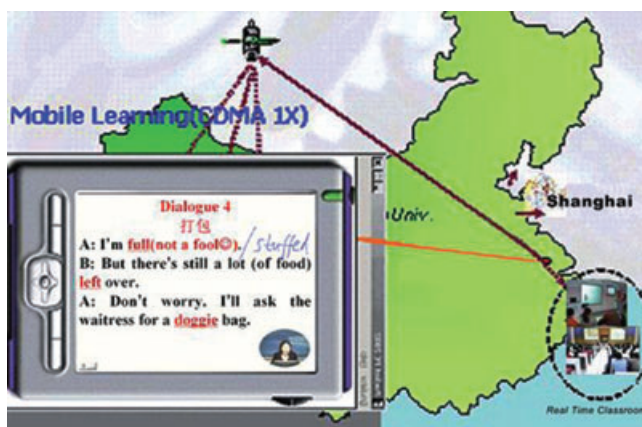 Mobile Learning(CDMA 1X)
Dialogue 4
打包
A: I'm full(not a fool☺)./stuffed
B: But there's still a lot (of food)
left over.
A: Don't worry. I'll ask the
waitress for a doggie bag.
Univ.
Shanghai
Real Time Classroom